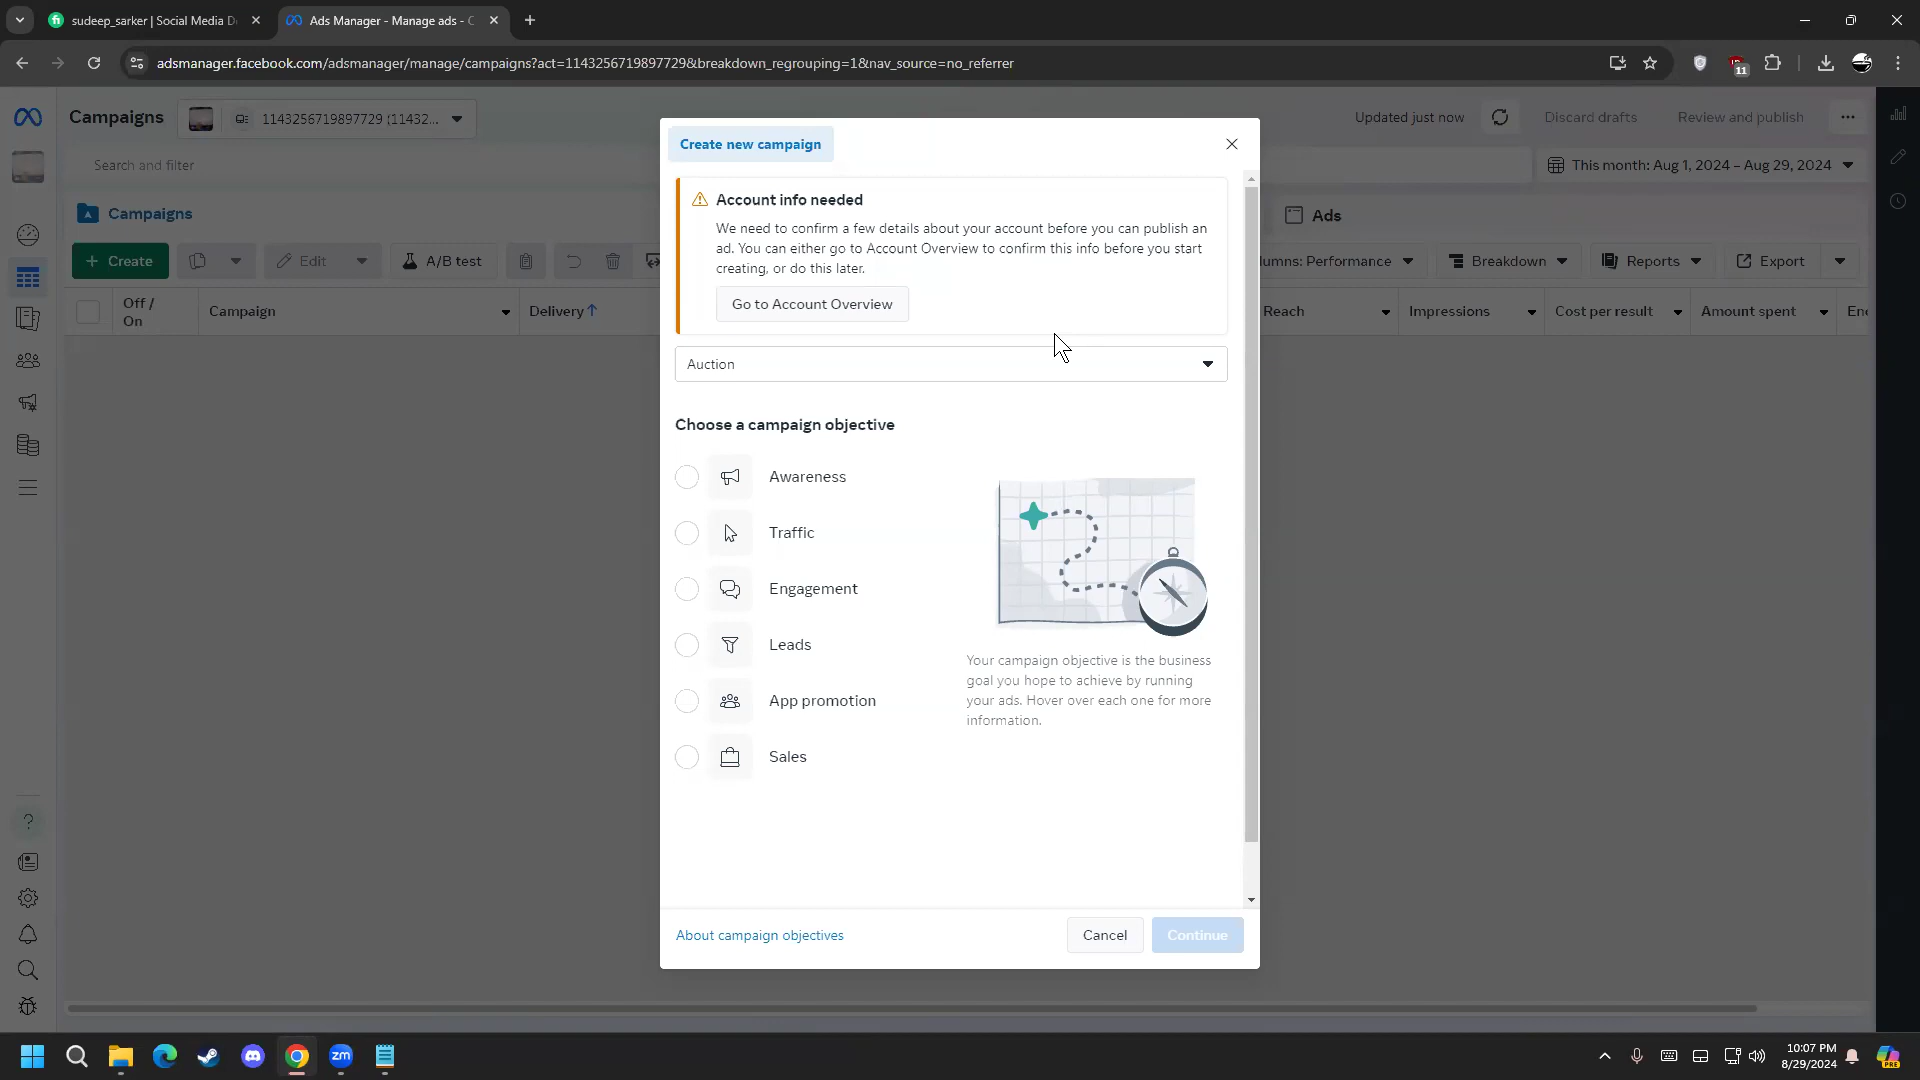 sudeep_sarker | Social Media D
Ads Manager - Manage ads - C
adsmanager.facebook.com/adsmanager/manage/campaigns?act=1143256719897729&breakdown_regrouping=1&nav_source=no_referrer
11
Campaigns
1143256719897729 (11432...
Updated just now
Discard drafts
Review and publish
Search and filter
This month: Aug 1, 2024 – Aug 29, 2024
Campaigns
Ads
Create
Edit
A/B test
lumns: Performance
Breakdown
Reports
Export
Off /
On
Campaign
Delivery
Reach
Impressions
Cost per result
Amount spent
En
Create new campaign
Account info needed
We need to confirm a few details about your account before you can publish an
ad. You can either go to Account Overview to confirm this info before you start
creating, or do this later.
Go to Account Overview
Auction
Choose a campaign objective
Awareness
Traffic
Engagement
Leads
App promotion
Sales
Your campaign objective is the business
goal you hope to achieve by running
your ads. Hover over each one for more
information.
About campaign objectives
Cancel
Continue
zm
10:07 PM
8/29/2024
PRE